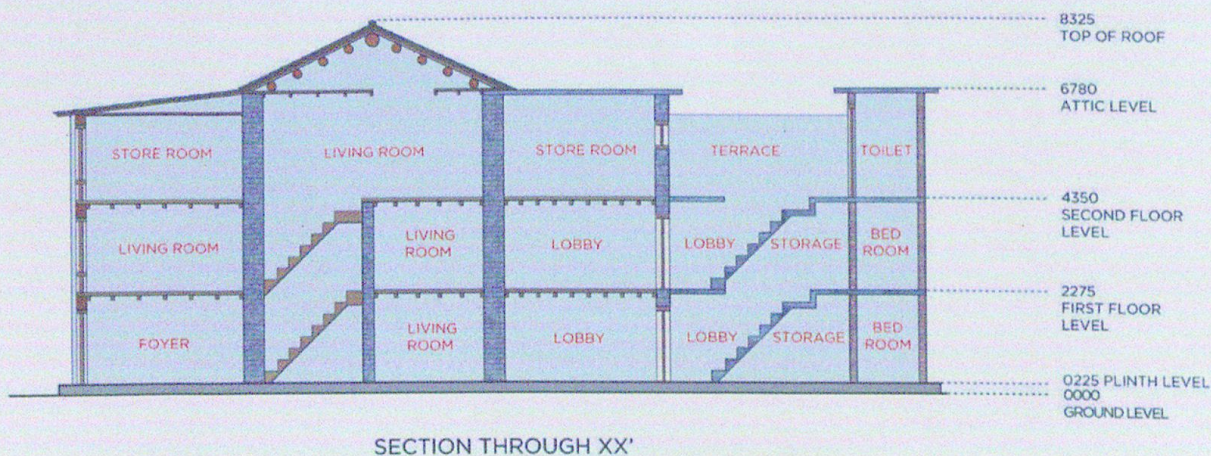 8325
TOP OF ROOF
6780
ATTIC LEVEL
STORE ROOM
LIVING ROOM
STORE ROOM
TERRACE
TOILET
4350
SECOND FLOOR
LEVEL
LIVING ROOM
LIVING
ROOM
LOBBY
LOBBY
STORAGE
BED
ROOM
2275
FIRST FLOOR
LEVEL
FOYER
LIVING
ROOM
LOBBY
LOBBY
STORAGE
BED
ROOM
0225 PLINTH LEVEL
0000
GROUND LEVEL
SECTION THROUGH XX'